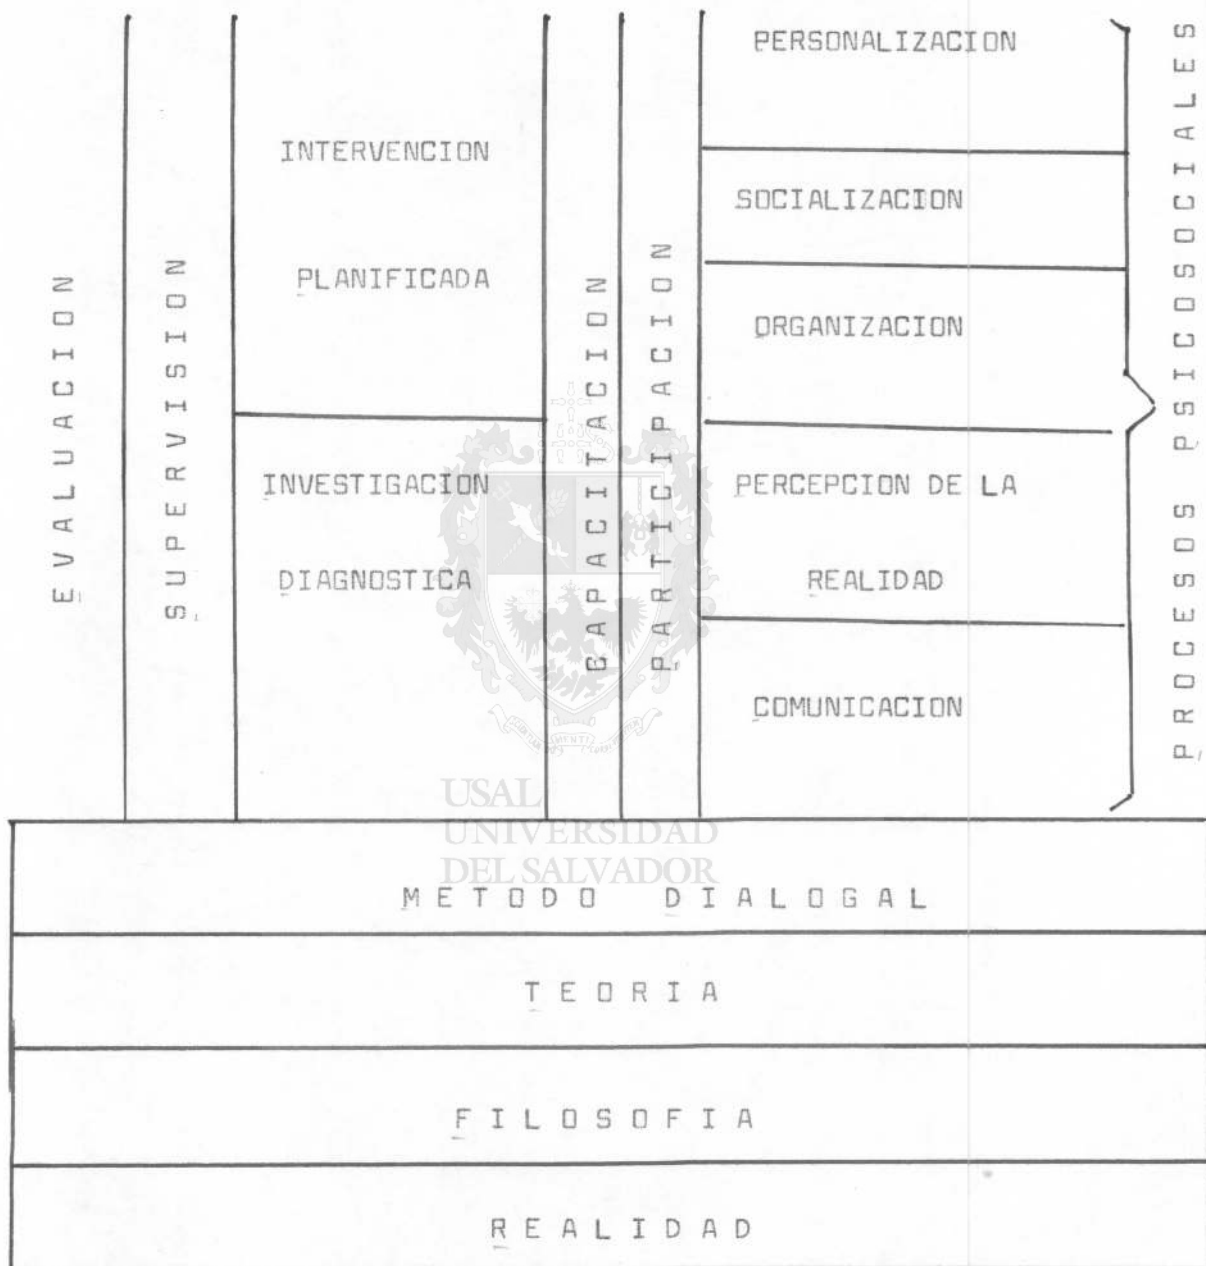 EVALUACION
SUPERVISION
INTERVENCION
PLANIFICADA
INVESTIGACION
DIAGNOSTICA
CAPACITACION
PARTICIPACION
PERSONALIZACION
SOCIALIZACION
ORGANIZACION
PERCEPCION DE LA
REALIDAD
COMUNICACION
PROCESOS PSICOSOCIALES
USAL
UNIVERSIDAD
DEL SALVADOR
METODO DIALOGAL
TEORIA
FILOSOFIA
REALIDAD